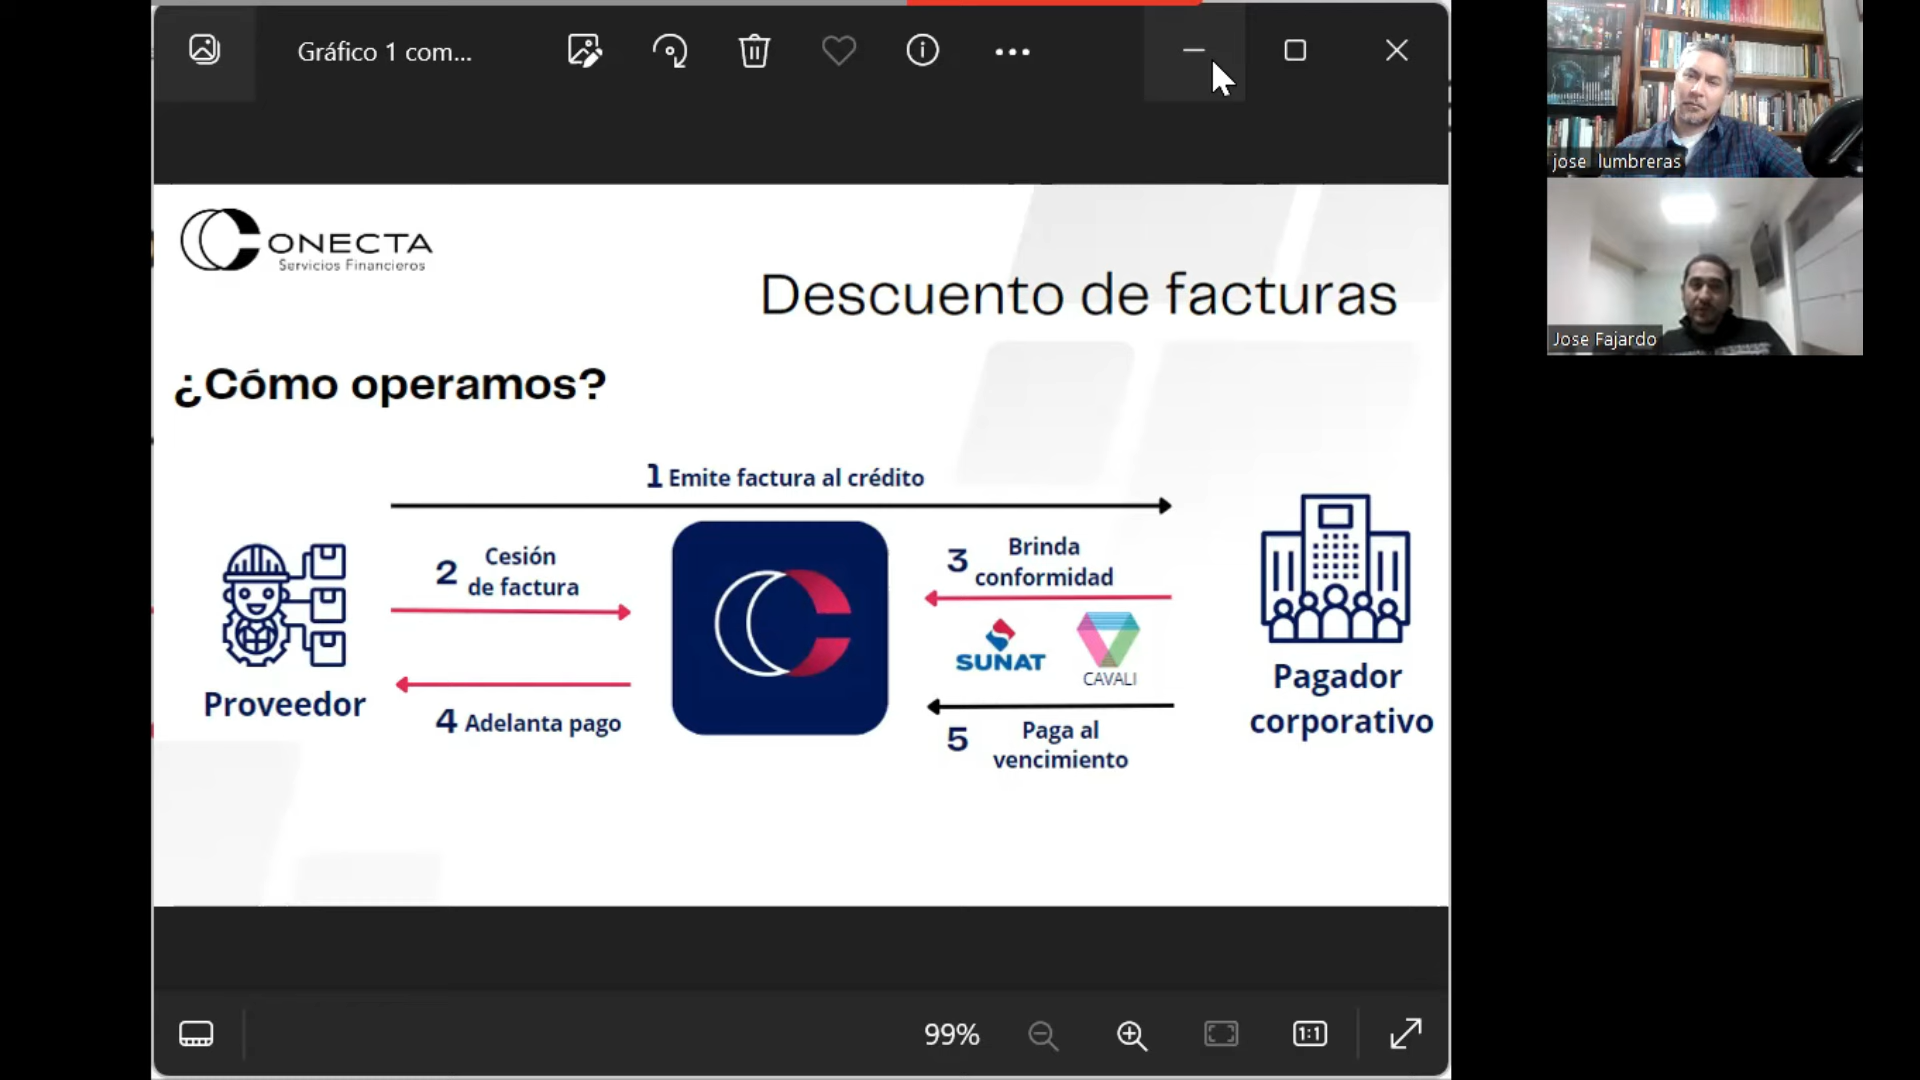 Gráfico 1 com...
jose lumbreras
Jose Fajardo
CONECTA
Servicios Financieros
Descuento de facturas
¿Cómo operamos?
1 Emite factura al crédito
2 Cesión
de factura
3 Brinda
conformidad
SUNAT
CAVALI
Proveedor
4 Adelanta pago
5 Paga al
vencimiento
Pagador
corporativo
99%
1:1